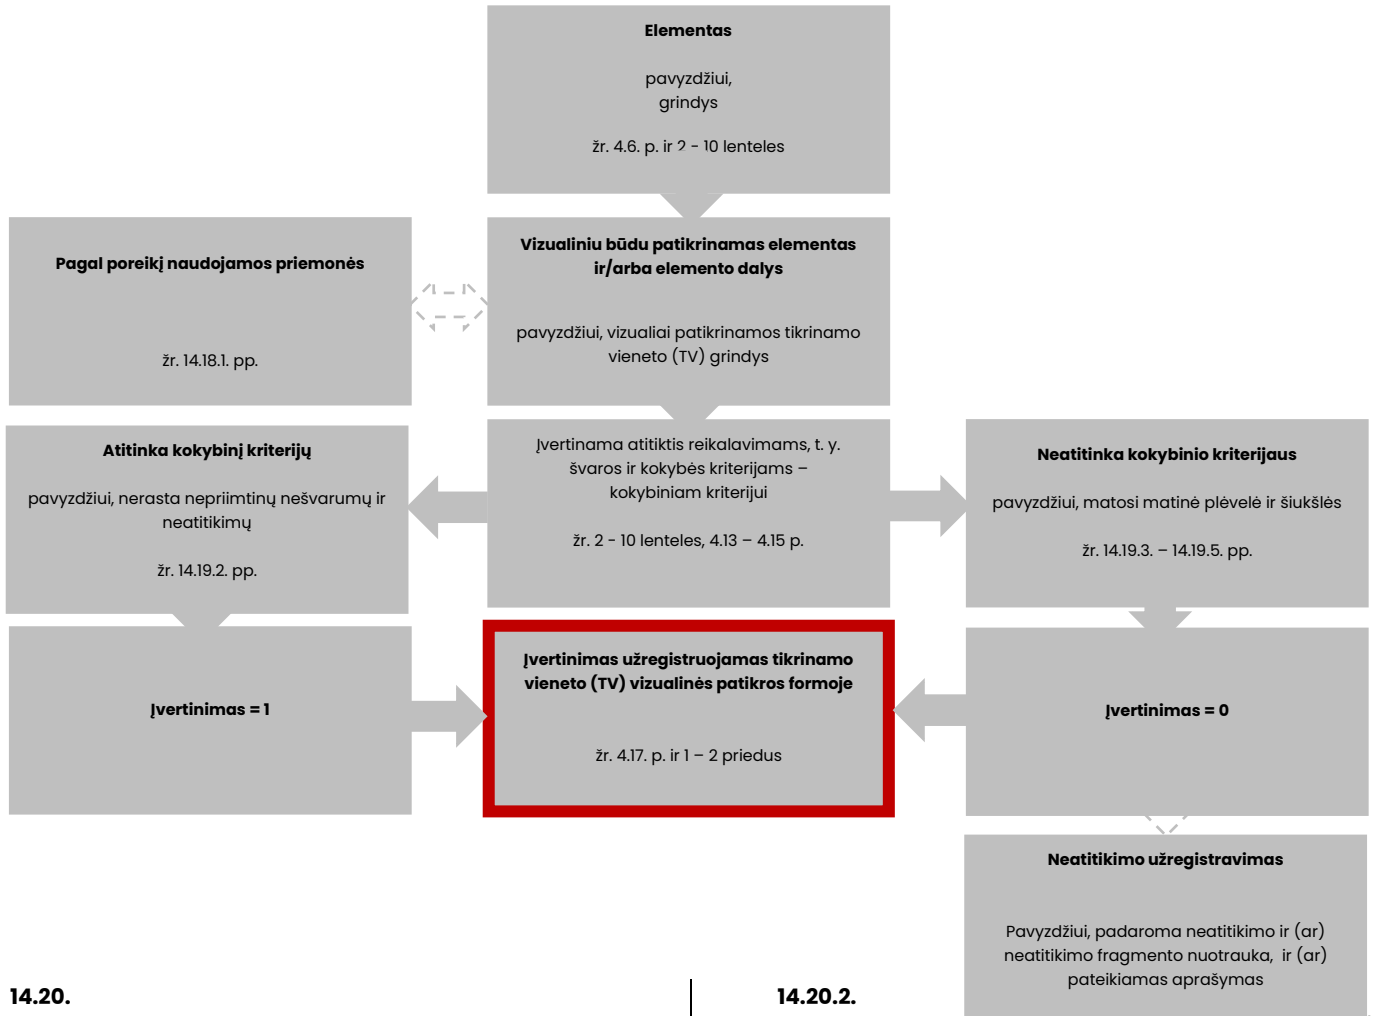 Elementas
pavyzdžiui,
grindys
žr. 4.6. p. ir 2 - 10 lenteles
Pagal poreikį naudojamos priemonės
žr. 14.18.1. pp.
Vizualiniu būdu patikrinamas elementas
ir/arba elemento dalys
pavyzdžiui, vizualiai patikrinamos tikrinamo
vieneto (TV) grindys
Atitinka kokybinį kriterijų
pavyzdžiui, nerasta nepriimtinų nešvarumų ir
neatitikimų
žr. 14.19.2. pp.
Įvertinama atitiktis reikalavimams, t. y.
švaros ir kokybės kriterijams –
kokybiniam kriterijui
žr. 2 - 10 lenteles, 4.13 – 4.15 p.
Neatitinka kokybinio kriterijaus
pavyzdžiui, matosi matinė plėvelė ir šiukšlės
žr. 14.19.3. – 14.19.5. pp.
Įvertinimas = 1
Įvertinimas užregistruojamas tikrinamo
vieneto (TV) vizualinės patikros formoje
žr. 4.17. p. ir 1 – 2 priedus
Įvertinimas = 0
Neatitikimo užregistravimas
Pavyzdžiui, padaroma neatitikimo ir (ar)
neatitikimo fragmento nuotrauka, ir (ar)
pateikiamas aprašymas
14.20.
14.20.2.